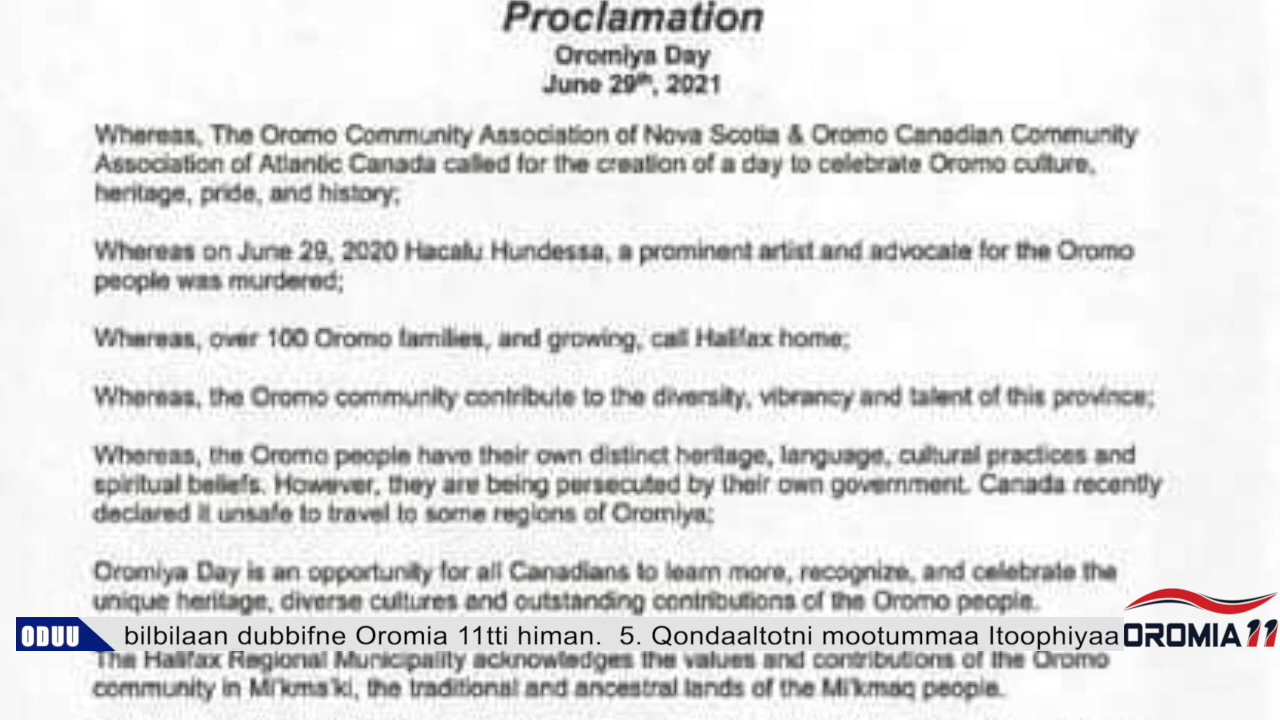 Proclamation
Oromiya Day
June 29th, 2021
Whereas, The Oromo Community Association of Nova Scotia & Oromo Canadian Community
Association of Atlantic Canada called for the creation of a day to celebrate Oromo culture,
heritage, pride, and history;
Whereas on June 29, 2020 Hacalu Hundessa, a prominent artist and advocate for the Oromo
people was murdered;
Whereas, over 100 Oromo families, and growing, call Halifax home;
Whereas, the Oromo community contribute to the diversity, vibrancy and talent of this province;
Whereas, the Oromo people have their own distinct heritage, language, cultural practices and
spiritual beliefs. However, they are being persecuted by their own government. Canada recently
declared it unsafe to travel to some regions of Oromiya;
Oromiya Day is an opportunity for all Canadians to learn more, recognize, and celebrate the
unique heritage, diverse cultures and outstanding contributions of the Oromo people.
ODUU bilbilaan dubbifne Oromia 11tti himan. 5. Qondaaltotni mootummaa Itoophiyaa OROMIA 11
The Halifax Regional Municipality acknowledges the values and contributions of the Oromo
community in Mi'kma'ki, the traditional and ancestral lands of the Mi'kmaq people.